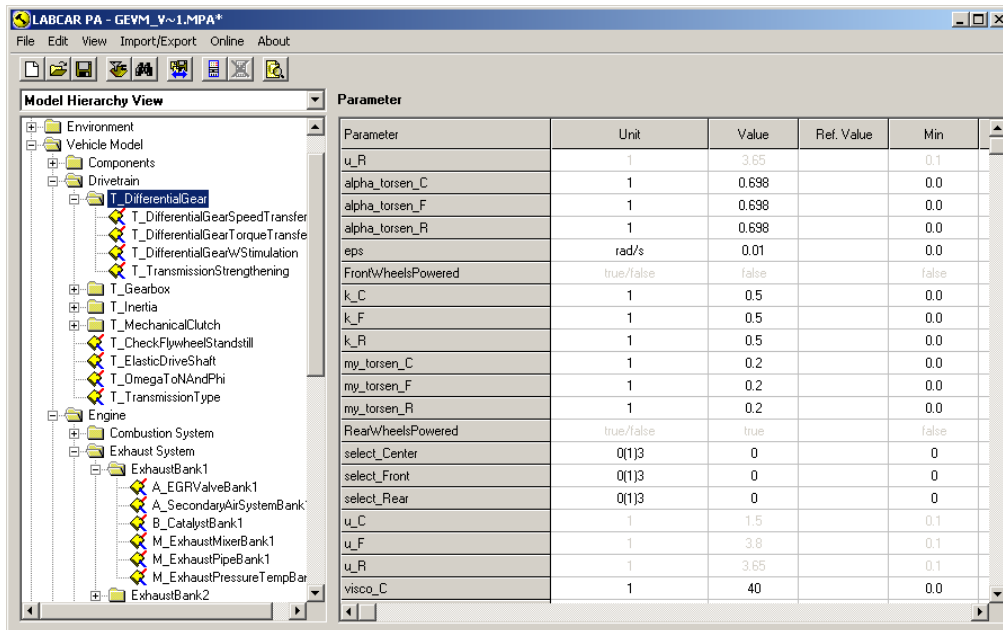 LABCAR PA - GEVM_V~1.MPA*
File Edit View Import/Export Online About
Model Hierarchy View
Environment
Vehicle Model
Components
Drivetrain
T_DifferentialGear
T_DifferentialGearSpeedTransfer
T_DifferentialGearTorqueTransfe
T_DifferentialGearWStimulation
T_TransmissionStrengthening
T_Gearbox
T_Inertia
T_MechanicalClutch
T_CheckFlywheelStandstill
T_ElasticDriveShaft
T_OmegaToNAndPhi
T_TransmissionType
Engine
Combustion System
Exhaust System
ExhaustBank1
A_EGRValveBank1
A_SecondaryAirSystemBank
B_CatalystBank1
M_ExhaustMixerBank1
M_ExhaustPipeBank1
M_ExhaustPressureTempBar
ExhaustBank2
Parameter
Parameter Unit Value Ref. Value Min
u_R 1 3.65 0.1
alpha_torsen_C 1 0.698 0.0
alpha_torsen_F 1 0.698 0.0
alpha_torsen_R 1 0.698 0.0
eps rad/s 0.01 0.0
FrontWheelsPowered true/false false false
k_C 1 0.5 0.0
k_F 1 0.5 0.0
k_R 1 0.5 0.0
my_torsen_C 1 0.2 0.0
my_torsen_F 1 0.2 0.0
my_torsen_R 1 0.2 0.0
RearWheelsPowered true/false true false
select_Center 0(1)3 0 0
select_Front 0(1)3 0 0
select_Rear 0(1)3 0 0
u_C 1 1.5 0.1
u_F 1 3.8 0.1
u_R 1 3.65 0.1
visco_C 1 40 0.0